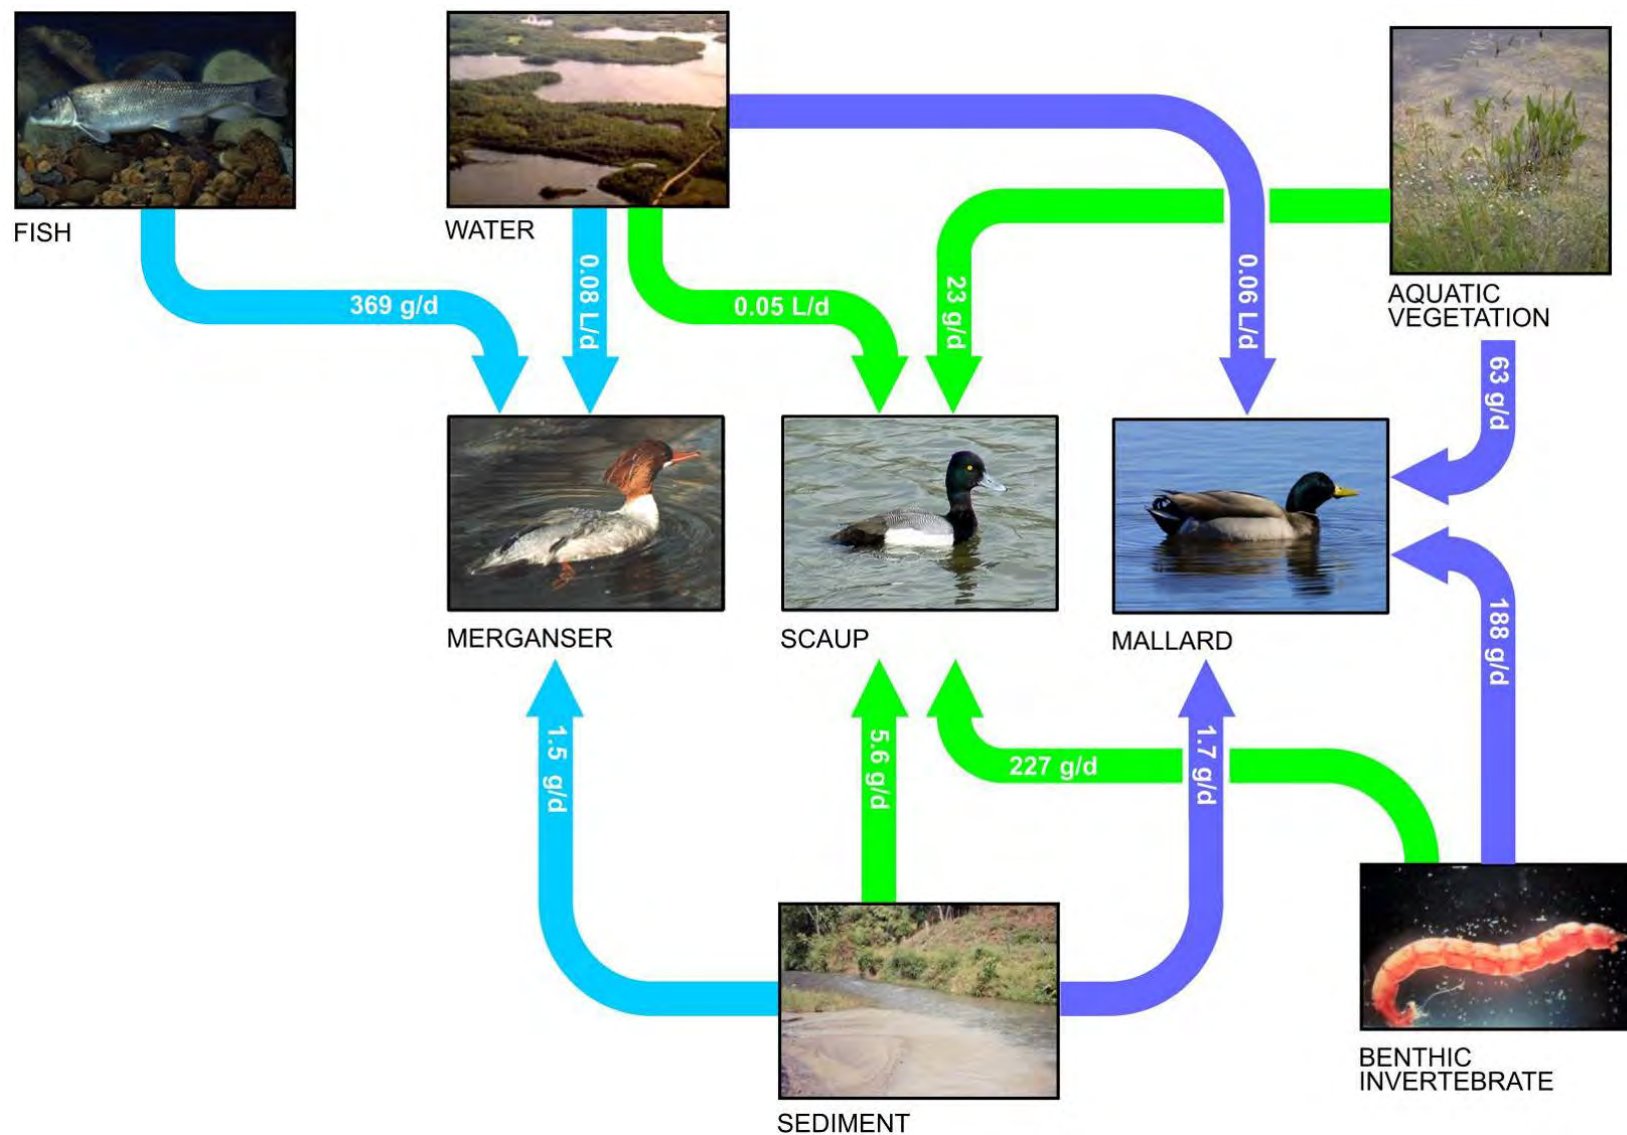 FISH
WATER
AQUATIC
VEGETATION
369 g/d
0.08 L/d
0.05 L/d
23 g/d
0.06 L/d
63 g/d
MERGANSER
SCAUP
MALLARD
188 g/d
1.5 g/d
5.6 g/d
227 g/d
1.7 g/d
BENTHIC
INVERTEBRATE
SEDIMENT